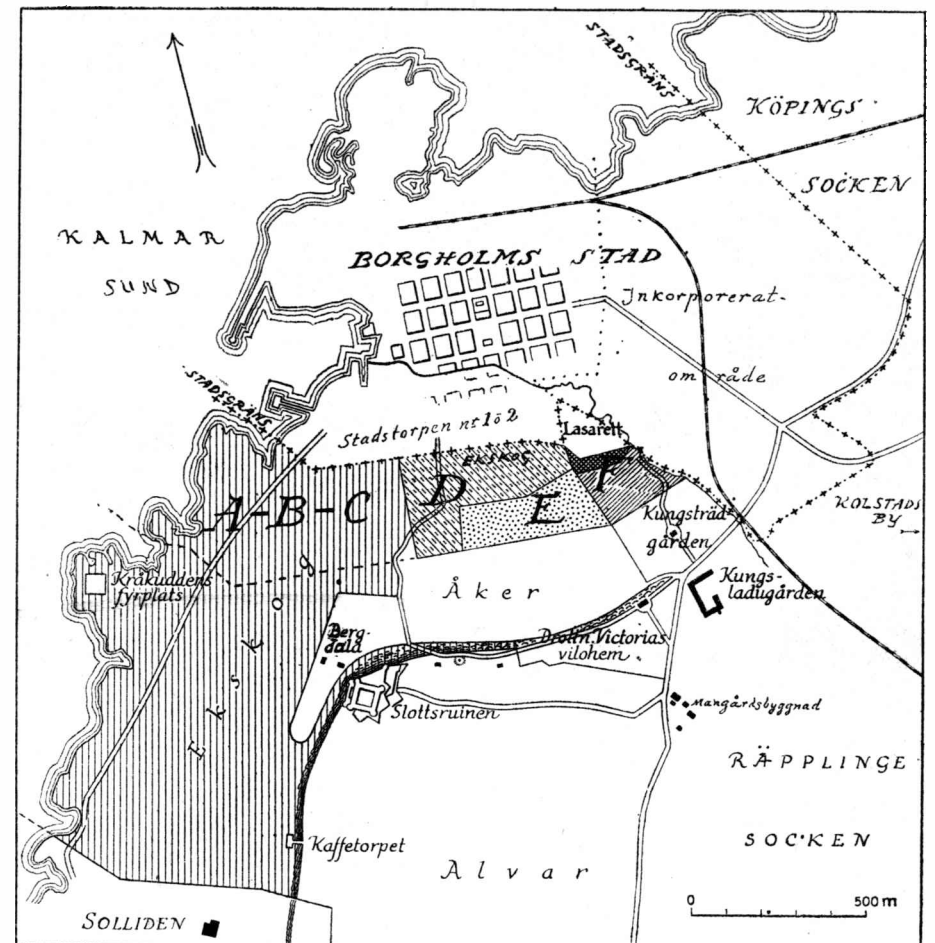 STADSGRÄNS
KÖPINGS
SOCKEN
KALMAR
SUND
BORGHOLMS STAD
Inkorporerat-
område
STADSGRÄNS
Stadstorpen nr 1 o 2
Lasarett
EKSKOG
A-B-C
D
E
F
KOLSTADS
BY
Kungsträd-
gården
Kråkuddens
fyrplats
Ekskog
Åker
Kungs-
ladugården
Berg-
dala
Drottn. Victorias
vilohem
Slottsruinen
Mangårdsbyggnad
RÄPPLINGE
SOCKEN
Kaffetorpet
Alvar
SOLLIDEN
0 500 m